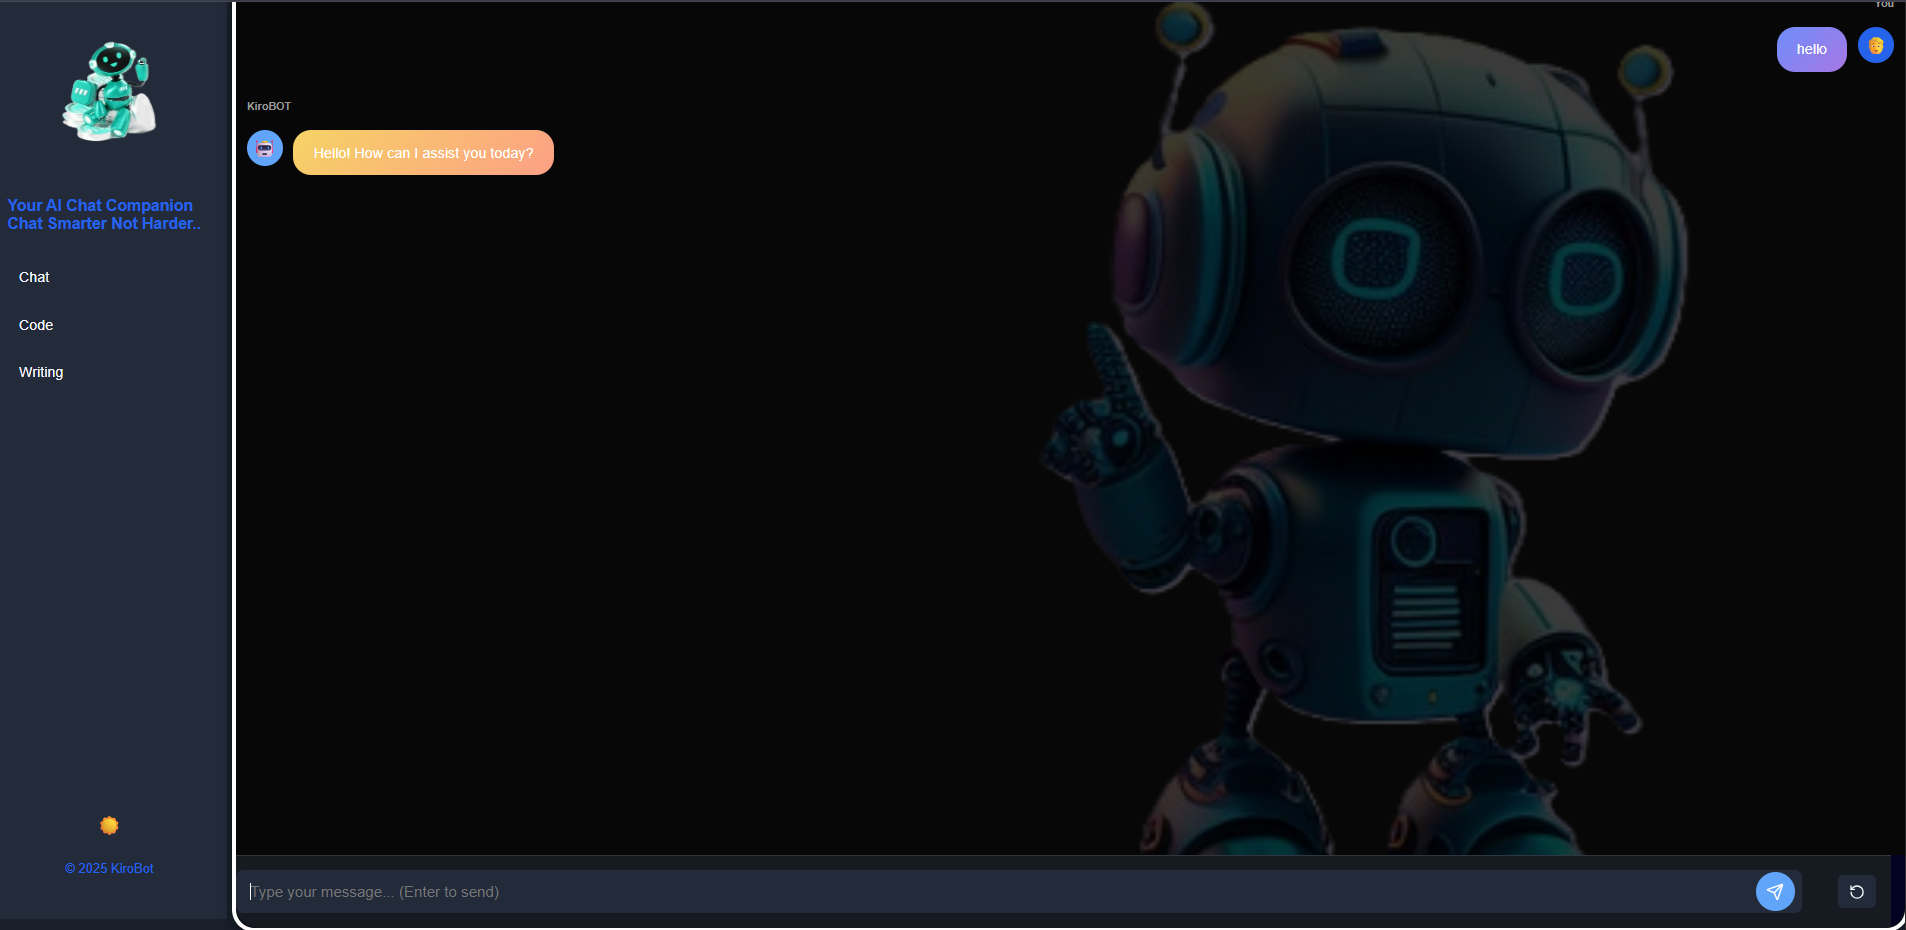 Your AI Chat Companion
Chat Smarter Not Harder..
Chat
Code
Writing
© 2025 KiroBot
You
hello
KiroBOT
Hello! How can I assist you today?
Type your message... (Enter to send)